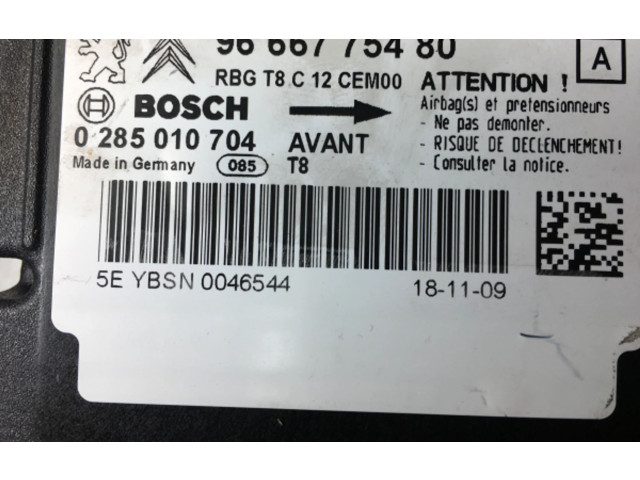 96 667 754 80
A
RBG T8 C 12 CEM00
ATTENTION !
BOSCH
Airbag(s) et pretensionneurs
- Ne pas demonter.
0 285 010 704 AVANT
- RISQUE DE DECLENCHEMENT!
Made in Germany 085 T8
- Consulter la notice.
5E YBSN 0046544
18-11-09